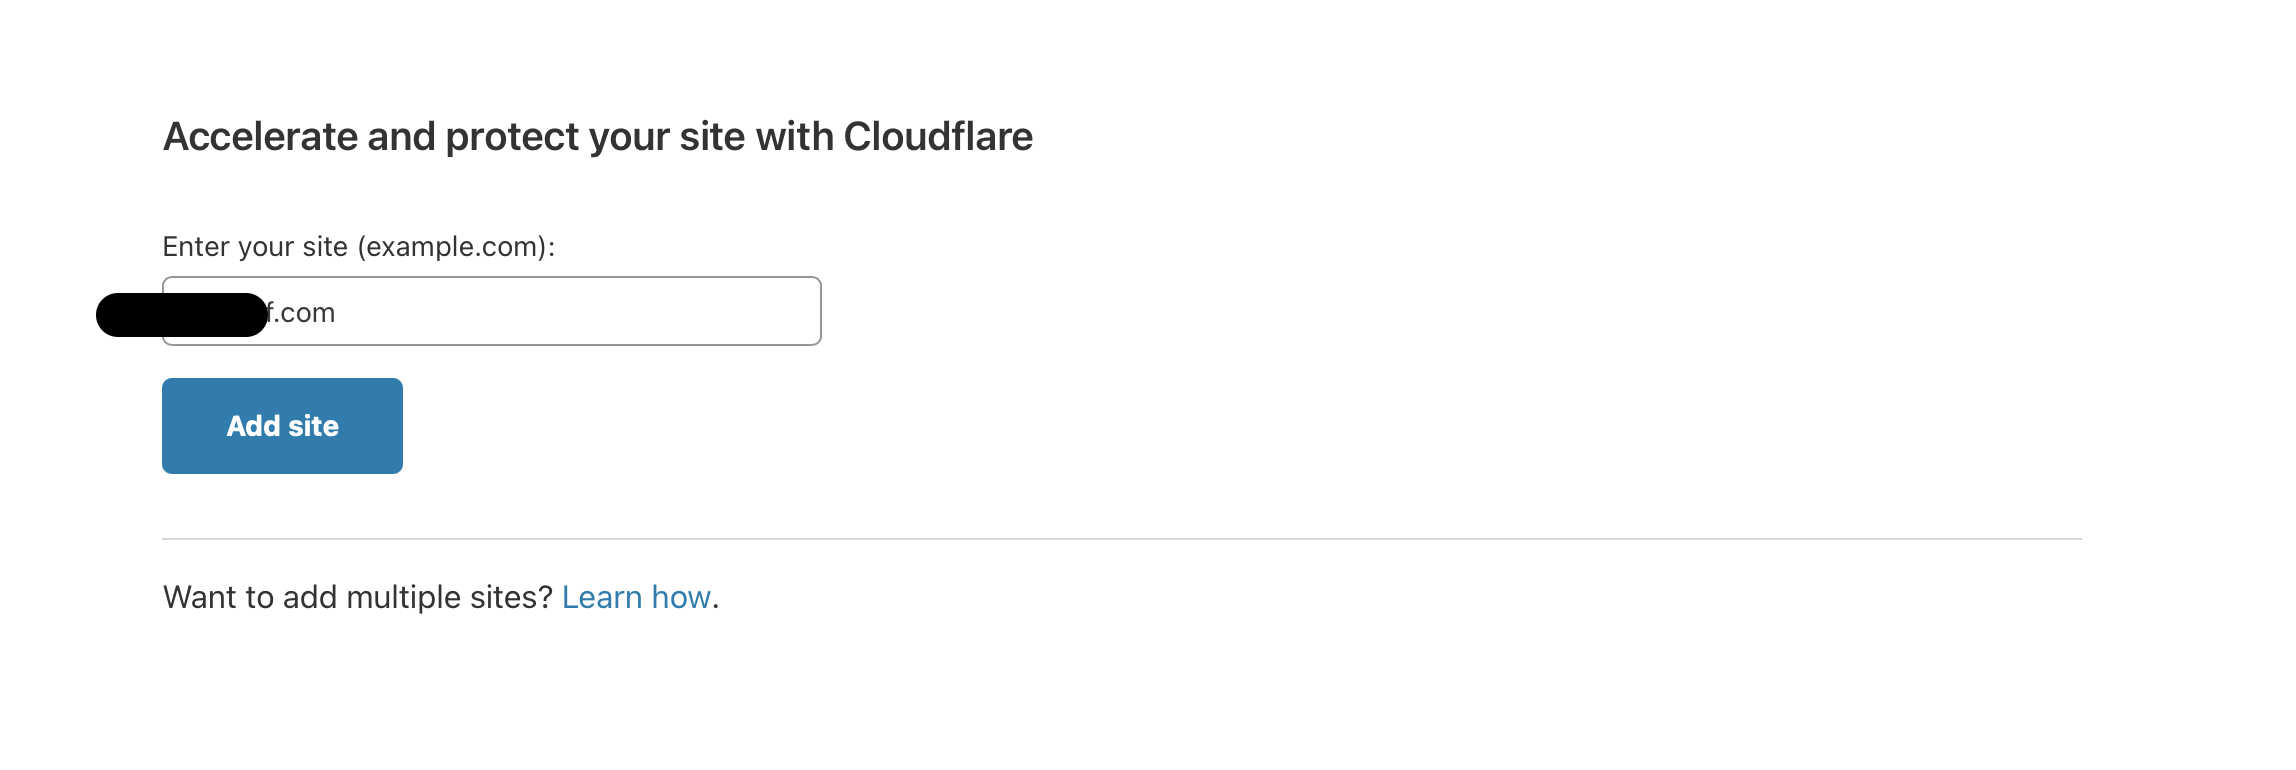 Accelerate and protect your site with Cloudflare
Enter your site (example.com):
f.com
Add site
Want to add multiple sites? Learn how.